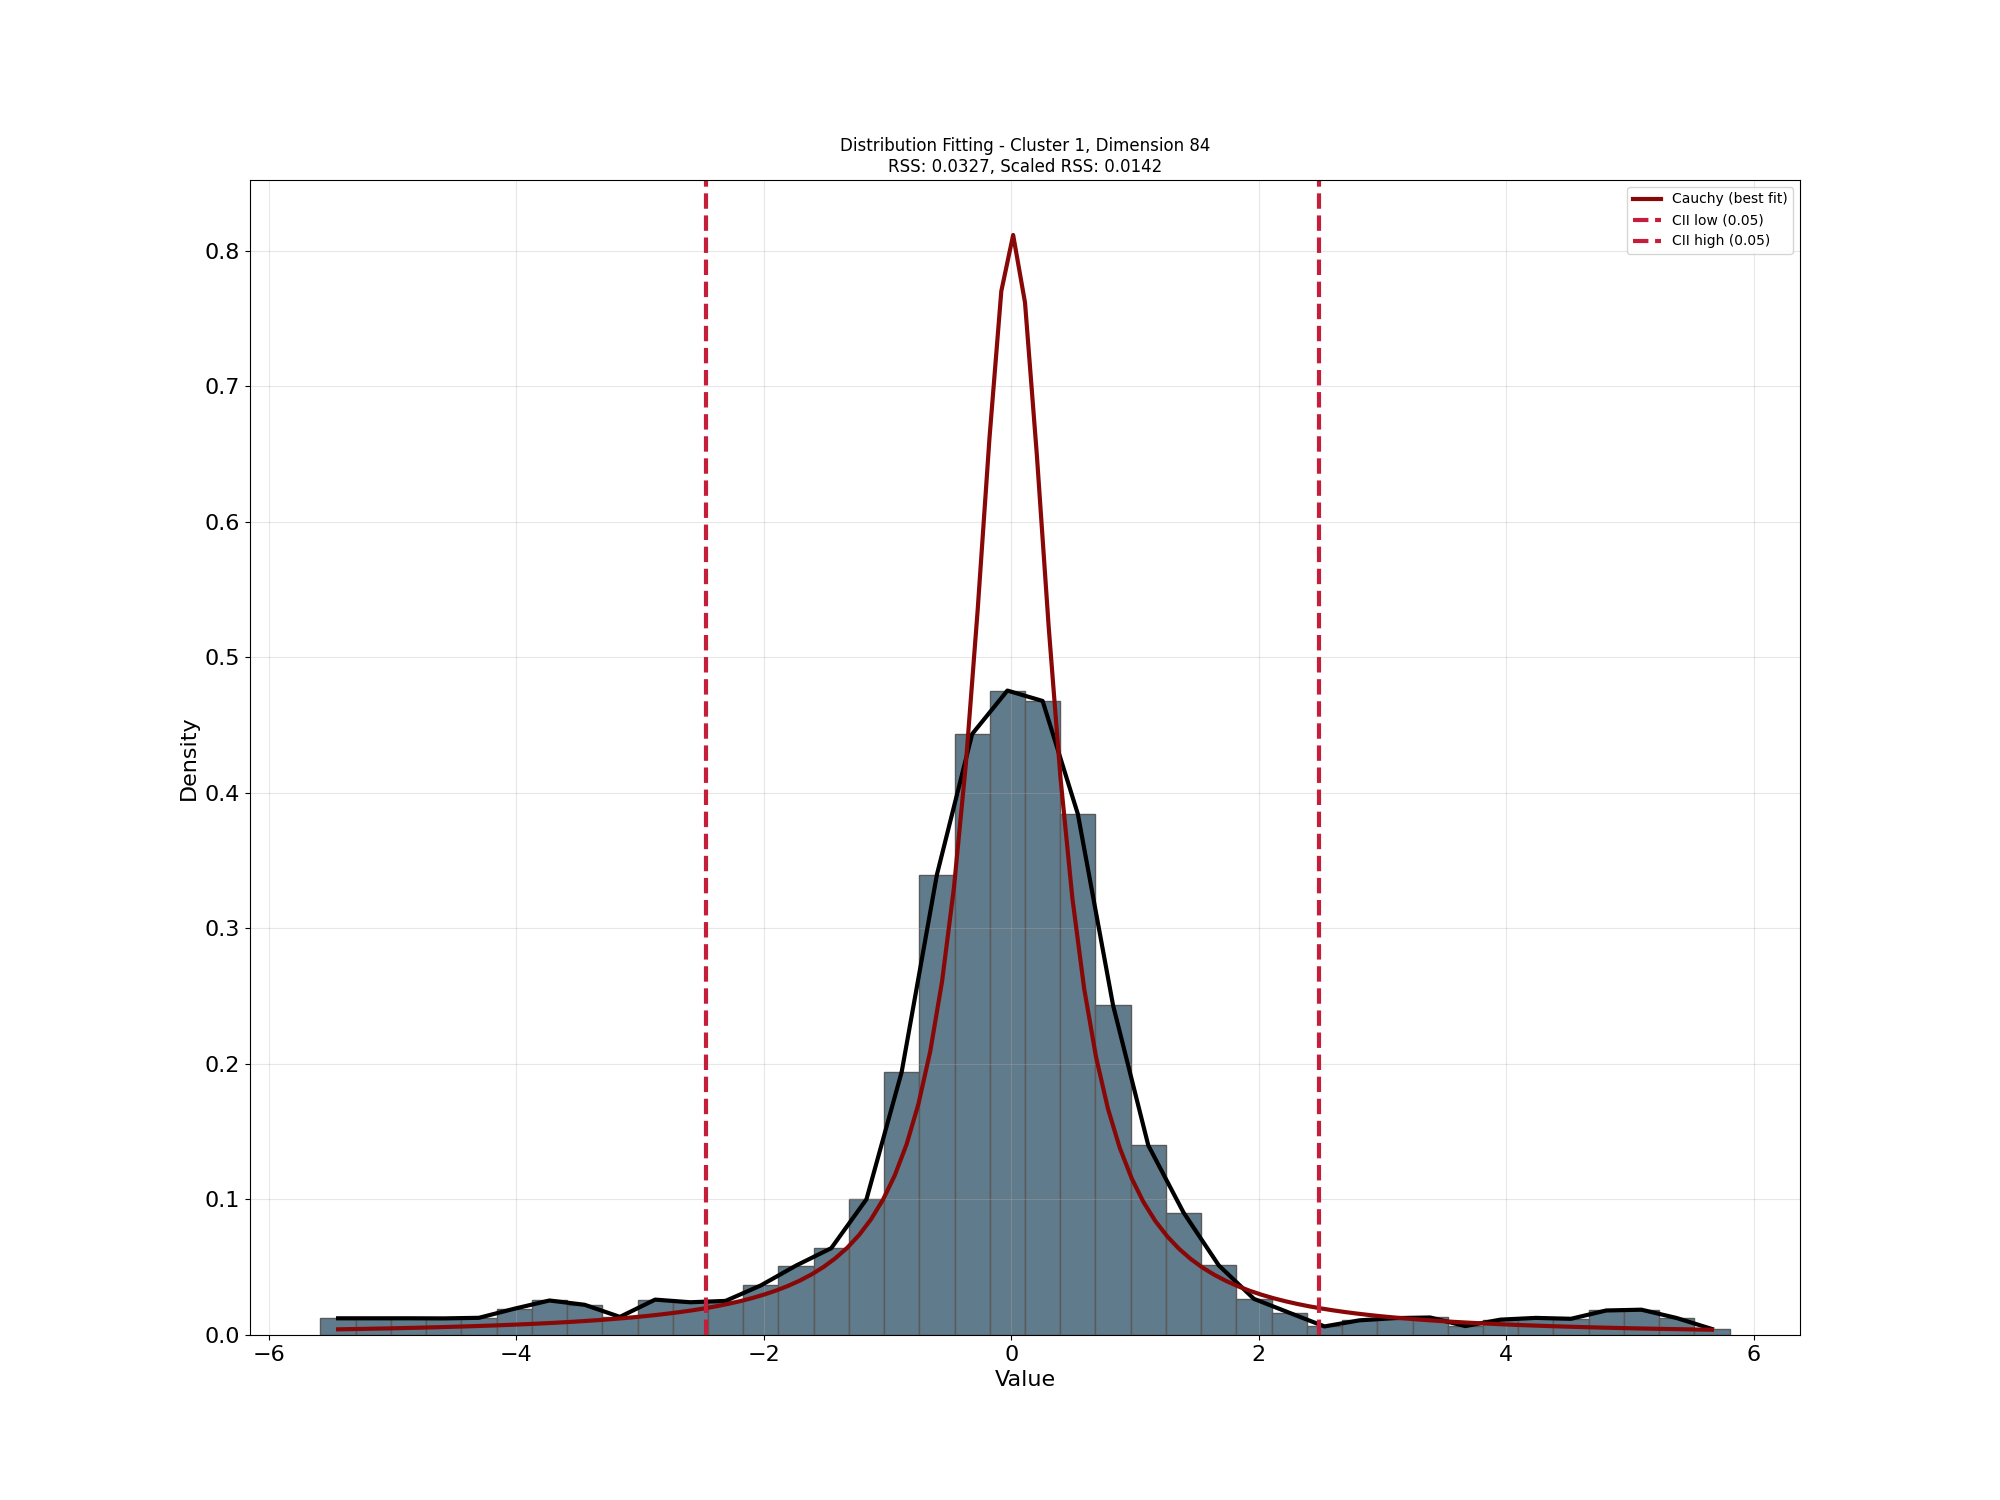 Distribution Fitting - Cluster 1, Dimension 84
RSS: 0.0327, Scaled RSS: 0.0142
Cauchy (best fit)
CII low (0.05)
CII high (0.05)
0.8
0.7
0.6
0.5
0.4
0.3
0.2
0.1
0.0
Density
−6 −4 −2 0 2 4 6
Value